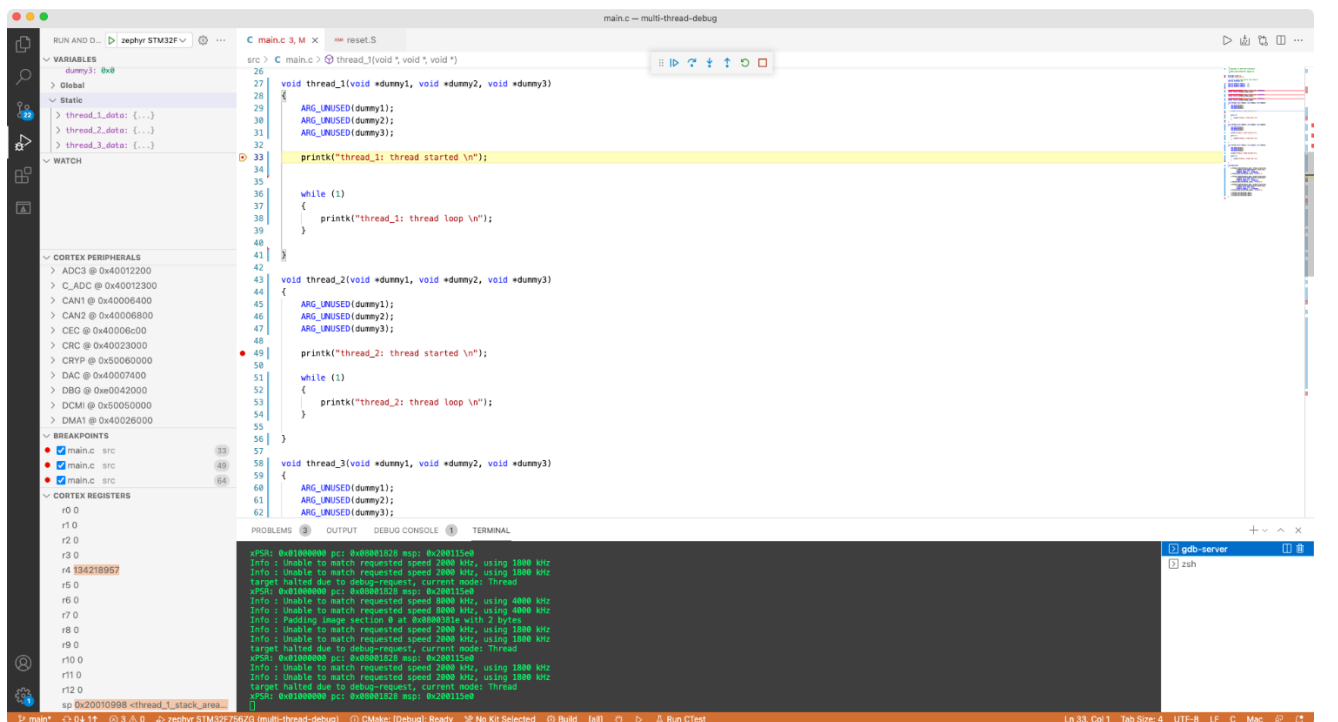 main.c — multi-thread-debug
RUN AND D... zephyr STM32F
VARIABLES
dummy3: 0x0
Global
Static
thread_1_data: {...}
thread_2_data: {...}
thread_3_data: {...}
WATCH
CORTEX PERIPHERALS
ADC3 @ 0x40012200
C_ADC @ 0x40012300
CAN1 @ 0x40006400
CAN2 @ 0x40006800
CEC @ 0x40006c00
CRC @ 0x40023000
CRYP @ 0x50060000
DAC @ 0x40007400
DBG @ 0xe0042000
DCMI @ 0x50050000
DMA1 @ 0x40026000
BREAKPOINTS
main.c src 33
main.c src 49
main.c src 64
CORTEX REGISTERS
r0 0
r1 0
r2 0
r3 0
r4 134218957
r5 0
r6 0
r7 0
r8 0
r9 0
r10 0
r11 0
r12 0
sp 0x20010998 <thread_1_stack_area...
22
1
C main.c 3, M × reset.S
src > C main.c > thread_1(void *, void *, void *)
26
27 void thread_1(void *dummy1, void *dummy2, void *dummy3)
28 {
29 ARG_UNUSED(dummy1);
30 ARG_UNUSED(dummy2);
31 ARG_UNUSED(dummy3);
32
33 printk("thread_1: thread started \n");
34
35
36 while (1)
37 {
38 printk("thread_1: thread loop \n");
39 }
40
41 }
42
43 void thread_2(void *dummy1, void *dummy2, void *dummy3)
44 {
45 ARG_UNUSED(dummy1);
46 ARG_UNUSED(dummy2);
47 ARG_UNUSED(dummy3);
48
49 printk("thread_2: thread started \n");
50
51 while (1)
52 {
53 printk("thread_2: thread loop \n");
54 }
55
56 }
57
58 void thread_3(void *dummy1, void *dummy2, void *dummy3)
59 {
60 ARG_UNUSED(dummy1);
61 ARG_UNUSED(dummy2);
62 ARG_UNUSED(dummy3);
PROBLEMS 3 OUTPUT DEBUG CONSOLE 1 TERMINAL
xPSR: 0x01000000 pc: 0x08001828 msp: 0x200115e0
Info : Unable to match requested speed 2000 kHz, using 1800 kHz
Info : Unable to match requested speed 2000 kHz, using 1800 kHz
target halted due to debug-request, current mode: Thread
xPSR: 0x01000000 pc: 0x08001828 msp: 0x200115e0
Info : Unable to match requested speed 8000 kHz, using 4000 kHz
Info : Unable to match requested speed 8000 kHz, using 4000 kHz
Info : Padding image section 0 at 0x0800381e with 2 bytes
Info : Unable to match requested speed 2000 kHz, using 1800 kHz
Info : Unable to match requested speed 2000 kHz, using 1800 kHz
target halted due to debug-request, current mode: Thread
xPSR: 0x01000000 pc: 0x08001828 msp: 0x200115e0
Info : Unable to match requested speed 2000 kHz, using 1800 kHz
Info : Unable to match requested speed 2000 kHz, using 1800 kHz
target halted due to debug-request, current mode: Thread
xPSR: 0x01000000 pc: 0x08001828 msp: 0x200115e0
gdb-server
zsh
main* 0↓ 1↑ 3 0 zephyr STM32F756ZG (multi-thread-debug) CMake: [Debug]: Ready No Kit Selected Build [all] Run CTest Ln 33, Col 1 Tab Size: 4 UTF-8 LF C Mac